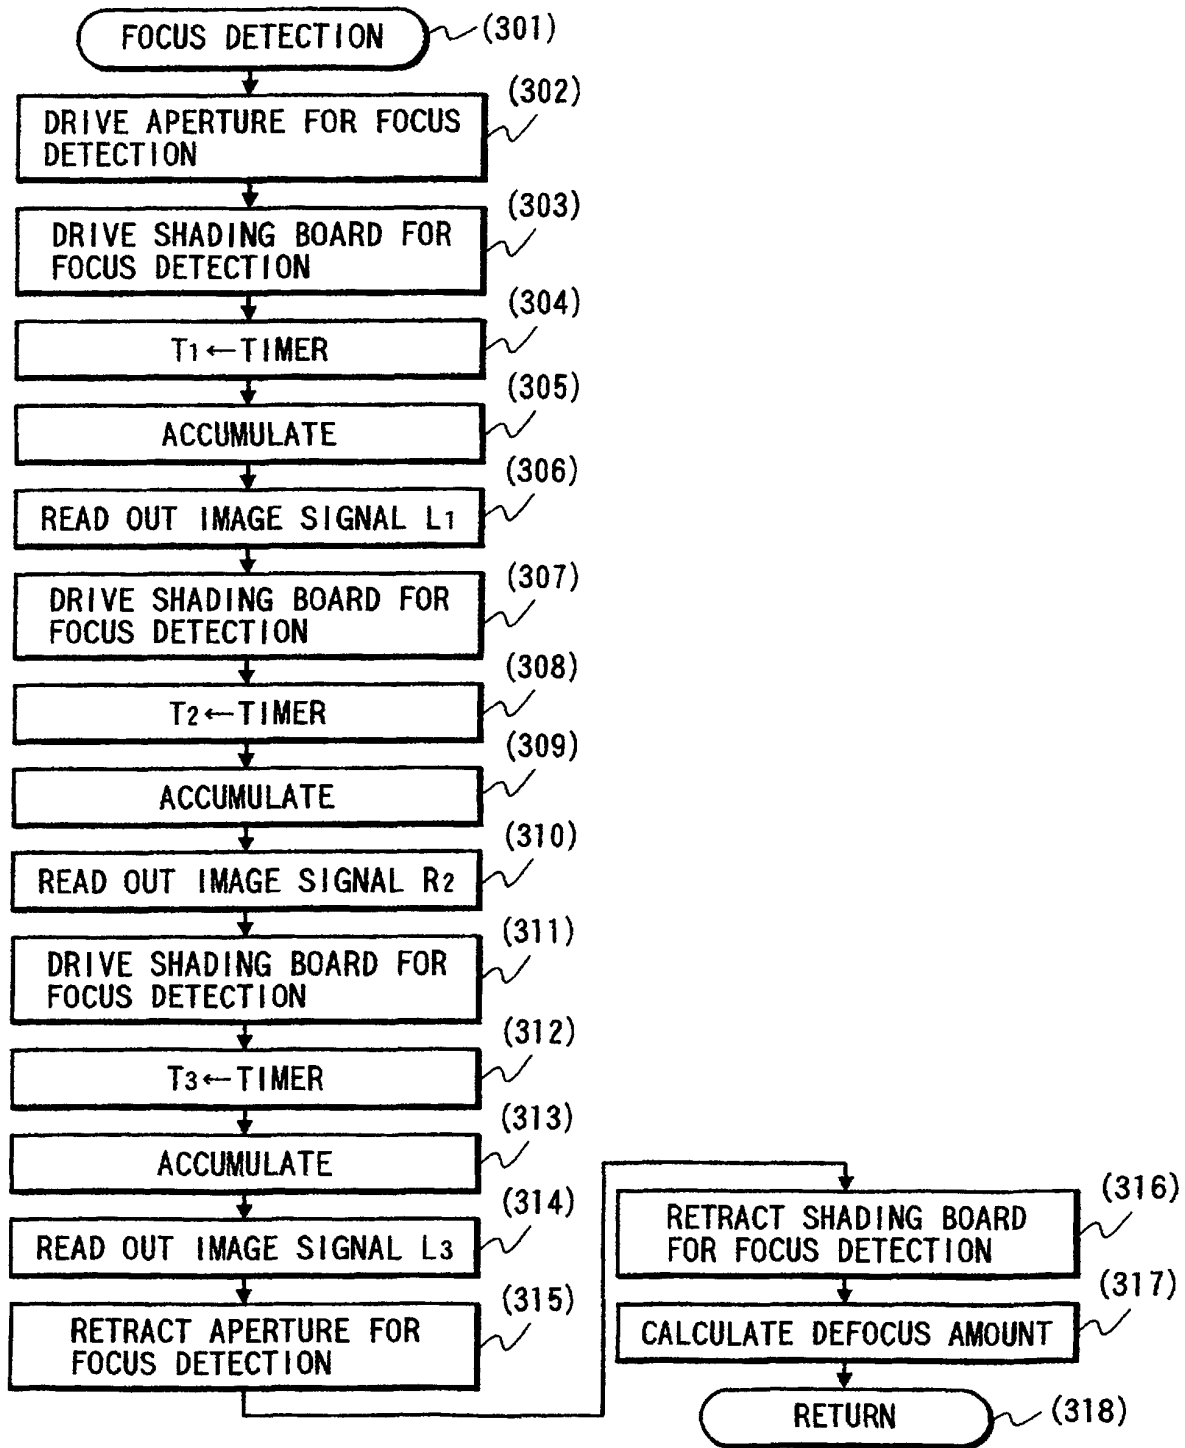 FOCUS DETECTION
(301)
(302)
DRIVE APERTURE FOR FOCUS
DETECTION
(303)
DRIVE SHADING BOARD FOR
FOCUS DETECTION
(304)
T1←TIMER
(305)
ACCUMULATE
(306)
READ OUT IMAGE SIGNAL L1
(307)
DRIVE SHADING BOARD FOR
FOCUS DETECTION
(308)
T2←TIMER
(309)
ACCUMULATE
(310)
READ OUT IMAGE SIGNAL R2
(311)
DRIVE SHADING BOARD FOR
FOCUS DETECTION
(312)
T3←TIMER
(313)
ACCUMULATE
(314)
READ OUT IMAGE SIGNAL L3
(315)
RETRACT APERTURE FOR
FOCUS DETECTION
(316)
RETRACT SHADING BOARD
FOR FOCUS DETECTION
(317)
CALCULATE DEFOCUS AMOUNT
RETURN
(318)